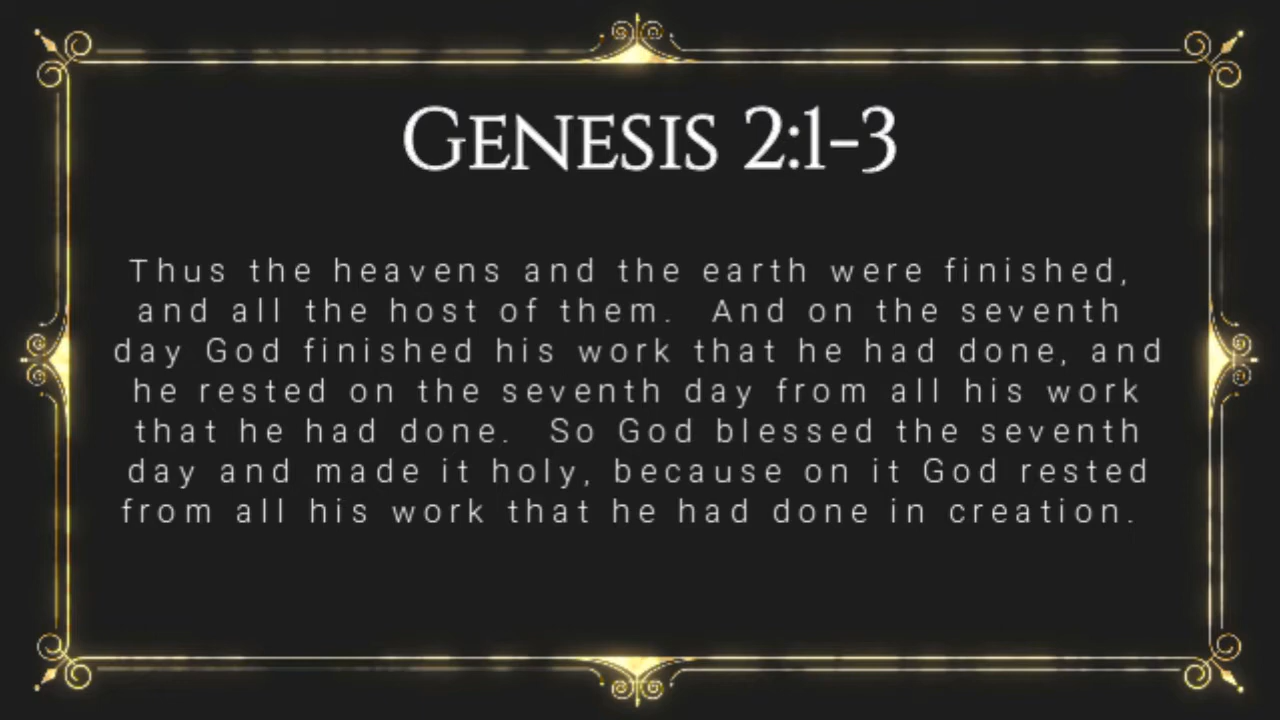 Genesis 2:1-3
Thus the heavens and the earth were finished,
and all the host of them. And on the seventh
day God finished his work that he had done, and
he rested on the seventh day from all his work
that he had done. So God blessed the seventh
day and made it holy, because on it God rested
from all his work that he had done in creation.